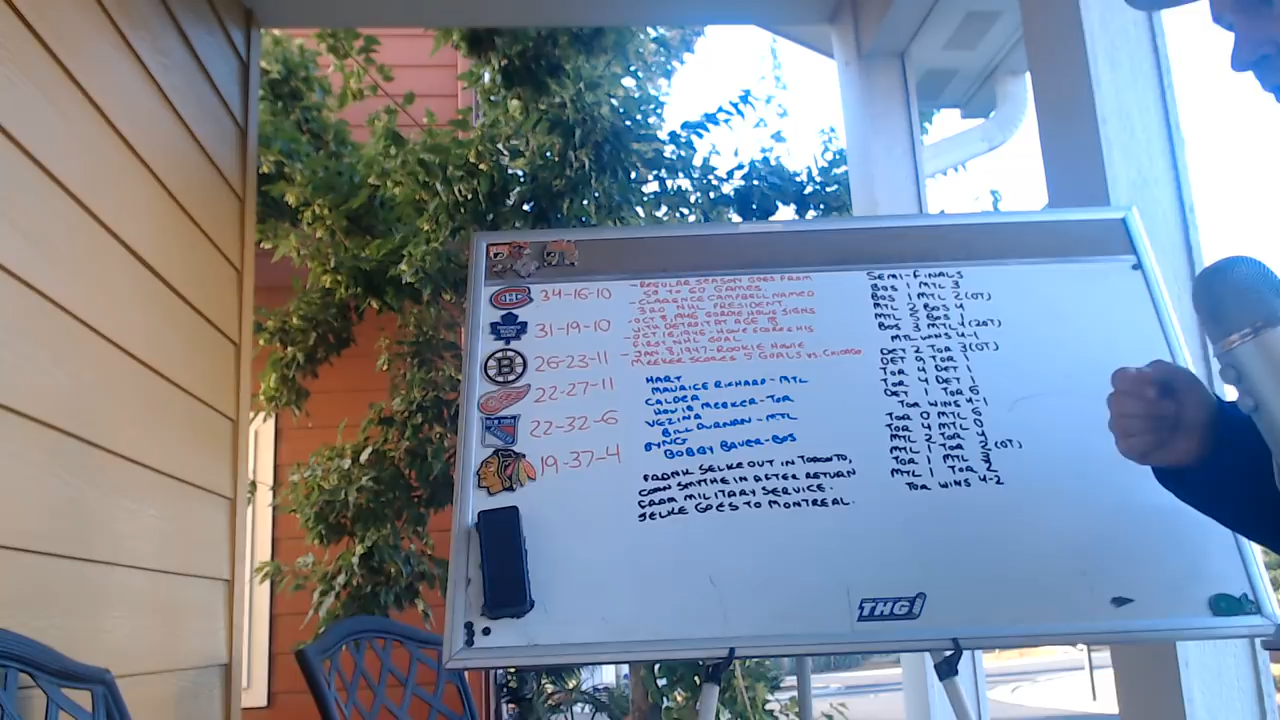 34-16-10
31-19-10
26-23-11
22-27-11
22-32-6
19-37-4
TORONTO
MAPLE
LEAFS
B
NEW YORK
RANGERS
- REGULAR SEASON GOES FROM
50 TO 60 GAMES.
- CLARENCE CAMPBELL NAMED
3RD NHL PRESIDENT.
- OCT 8, 1946 GORDIE HOWE SIGNS
WITH DETROIT AT AGE 18
- OCT. 16, 1946 - HOWE SCORES HIS
FIRST NHL GOAL
- JAN. 8, 1947 - ROOKIE HOWIE
MEEKER SCORES 5 GOALS VS. CHICAGO.
HART
MAURICE RICHARD - MTL
CALDER
HOWIE MEEKER - TOR
VEZINA
BILL DURNAN - MTL
BYNG
BOBBY BAUER - BOS
FRANK SELKE OUT IN TORONTO,
CONN SMYTHE IN AFTER RETURN
FROM MILITARY SERVICE.
SELKE GOES TO MONTREAL.
SEMI-FINALS
BOS 1 MTL 3
BOS 1 MTL 2 (OT)
MTL 2 BOS 4
MTL 5 BOS 1
BOS 3 MTL 4 (2OT)
MTL WINS 4-1
DET 2 TOR 3 (OT)
DET 9 TOR 1
TOR 4 DET 1
TOR 4 DET 1
DET 1 TOR 6
TOR WINS 4-1
TOR 0 MTL 6
TOR 4 MTL 0
MTL 2 TOR 4
TOR 2 MTL 1 (OT)
TOR 1 MTL 3
MTL 1 TOR 2
TOR WINS 4-2
THG